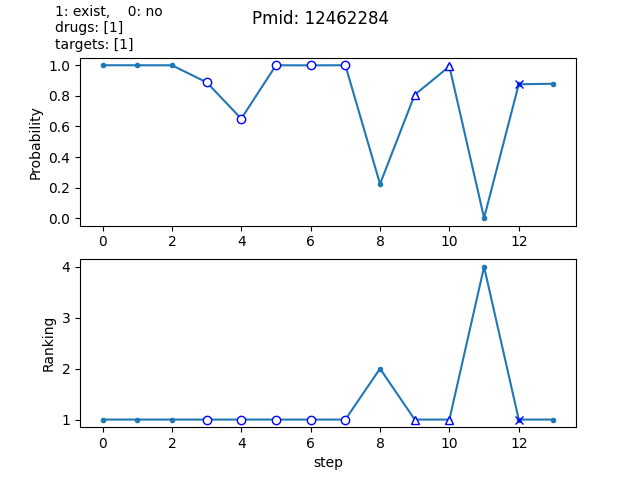 1: exist,    0: no
drugs: [1]
targets: [1]
Pmid: 12462284
Probability
1.0
0.8
0.6
0.4
0.2
0.0
0 2 4 6 8 10 12
Ranking
4
3
2
1
0 2 4 6 8 10 12
step